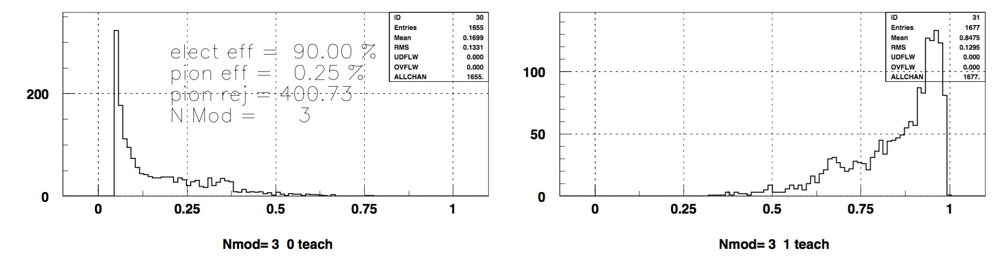 ID 30
Entries 1655
Mean 0.1699
RMS 0.1331
UDFLW 0.000
OVFLW 0.000
ALLCHAN 1655.
elect eff = 90.00 %
pion eff = 0.25 %
pion rej = 400.73
N Mod = 3
200
0
0 0.25 0.5 0.75 1
Nmod= 3 0 teach
ID 31
Entries 1677
Mean 0.8475
RMS 0.1295
UDFLW 0.000
OVFLW 0.000
ALLCHAN 1677.
100
50
0
0 0.25 0.5 0.75 1
Nmod= 3 1 teach